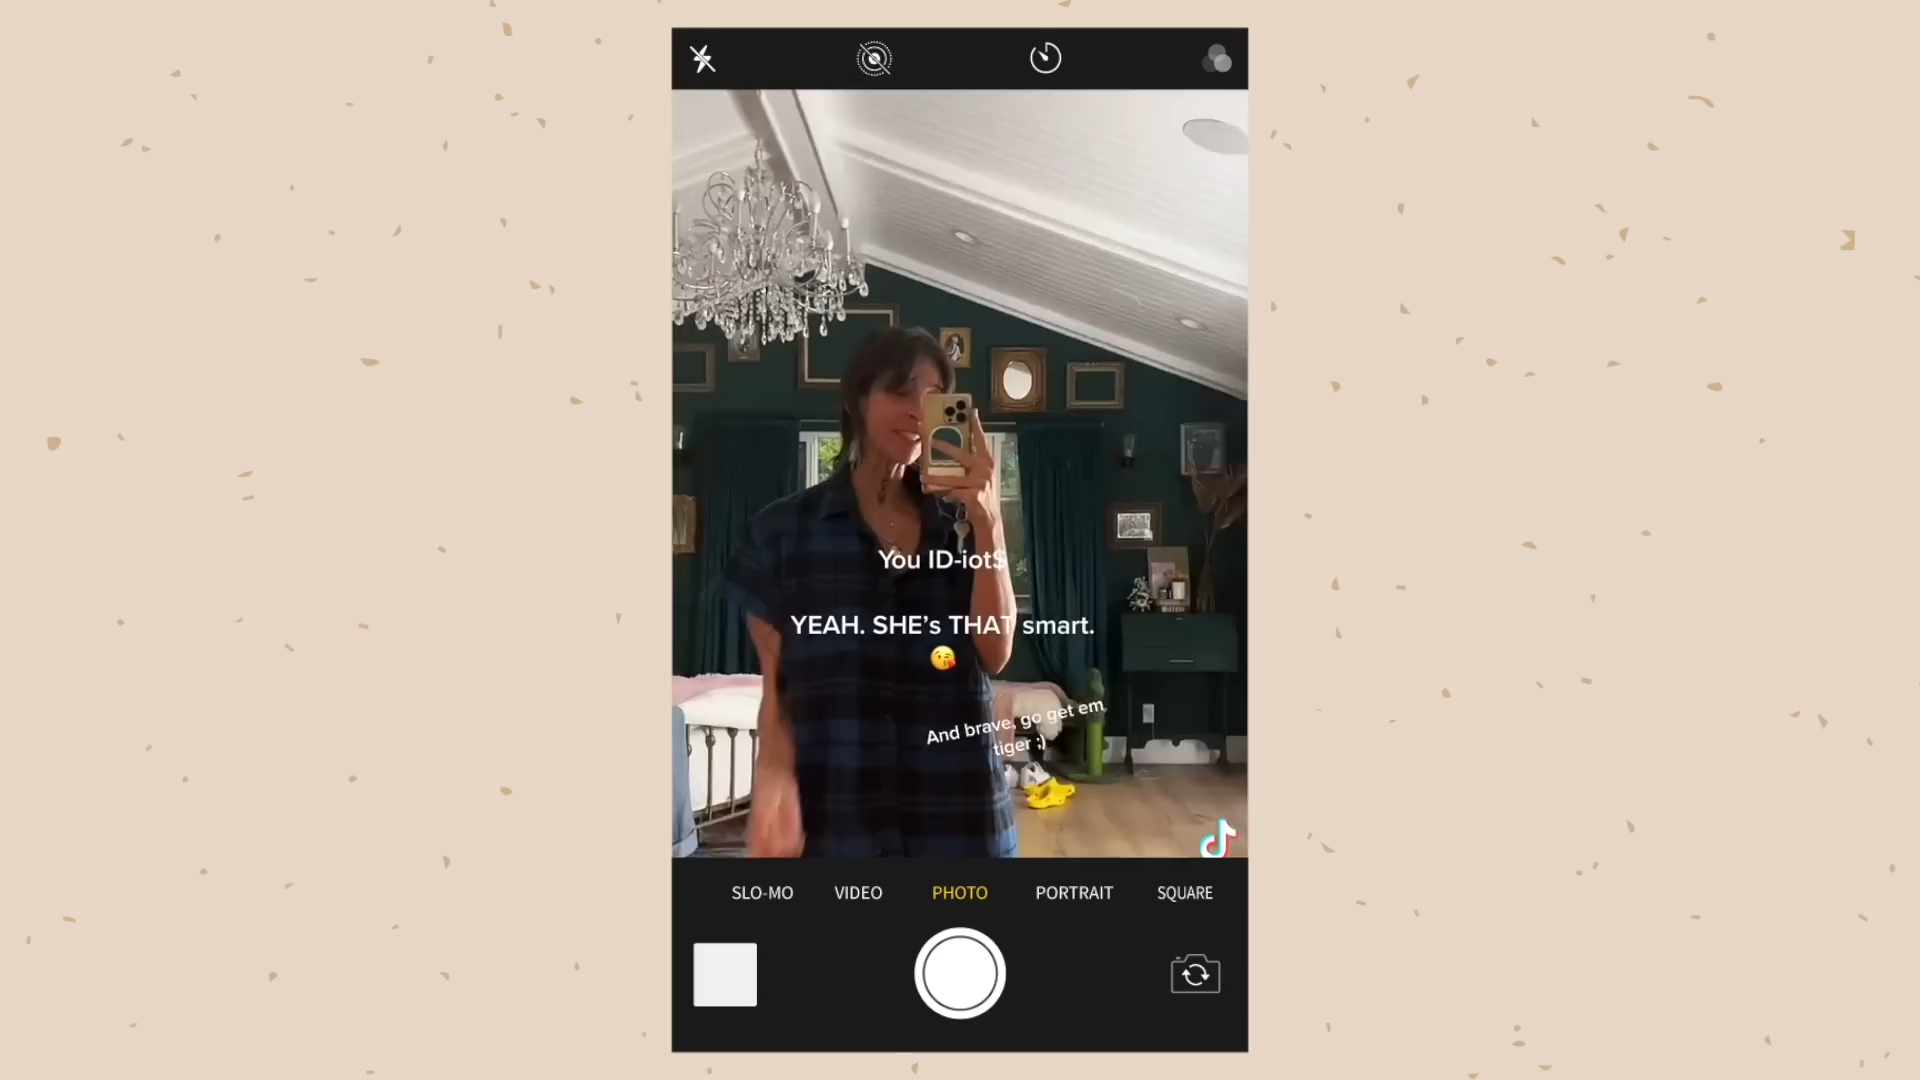 You ID-iot$
YEAH. SHE's THAT smart.
😘
And brave, go get em
tiger ;)
SLO-MO VIDEO PHOTO PORTRAIT SQUARE